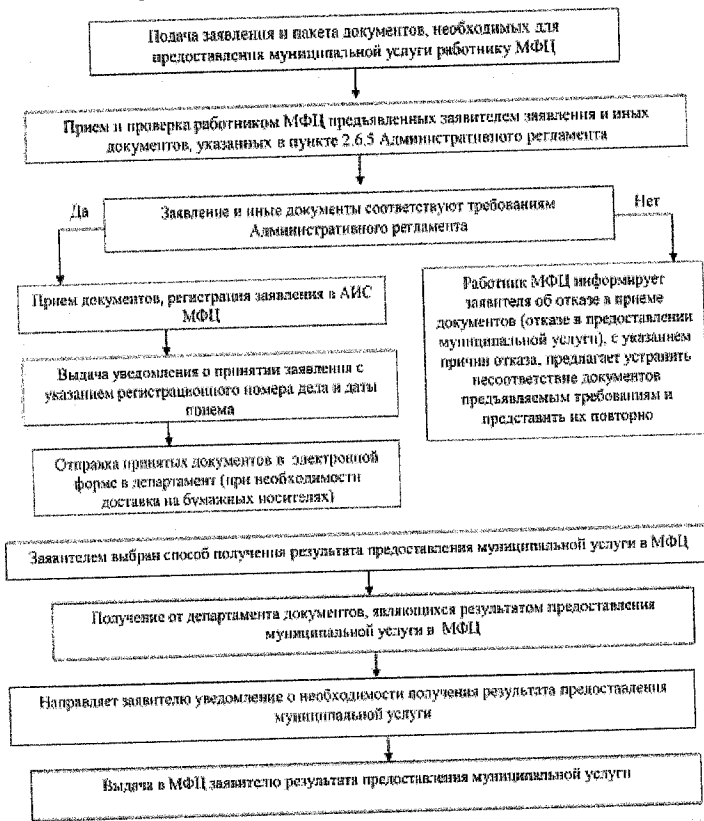 Подача заявления и пакета документов, необходимых для
предоставления муниципальной услуги работнику МФЦ
Прием и проверка работником МФЦ предъявленных заявителем заявления и иных
документов, указанных в пункте 2.6.5 Административного регламента
Да
Заявление и иные документы соответствуют требованиям
Административного регламента
Нет
Прием документов, регистрация заявления в АИС
МФЦ
Выдача уведомления о принятии заявления с
указанием регистрационного номера дела и даты
приема
Отправка принятых документов в электронной
форме в департамент (при необходимости
доставка на бумажных носителях)
Работник МФЦ информирует
заявителя об отказе в приеме
документов (отказе в предоставлении
муниципальной услуги), с указанием
причин отказа, предлагает устранить
несоответствие документов
предъявляемым требованиям и
представить их повторно
Заявителем выбран способ получения результата предоставления муниципальной услуги в МФЦ
Получение от департамента документов, являющихся результатом предоставления
муниципальной услуги в МФЦ
Направляет заявителю уведомление о необходимости получения результата предоставления
муниципальной услуги
Выдача в МФЦ заявителю результата предоставления муниципальной услуги